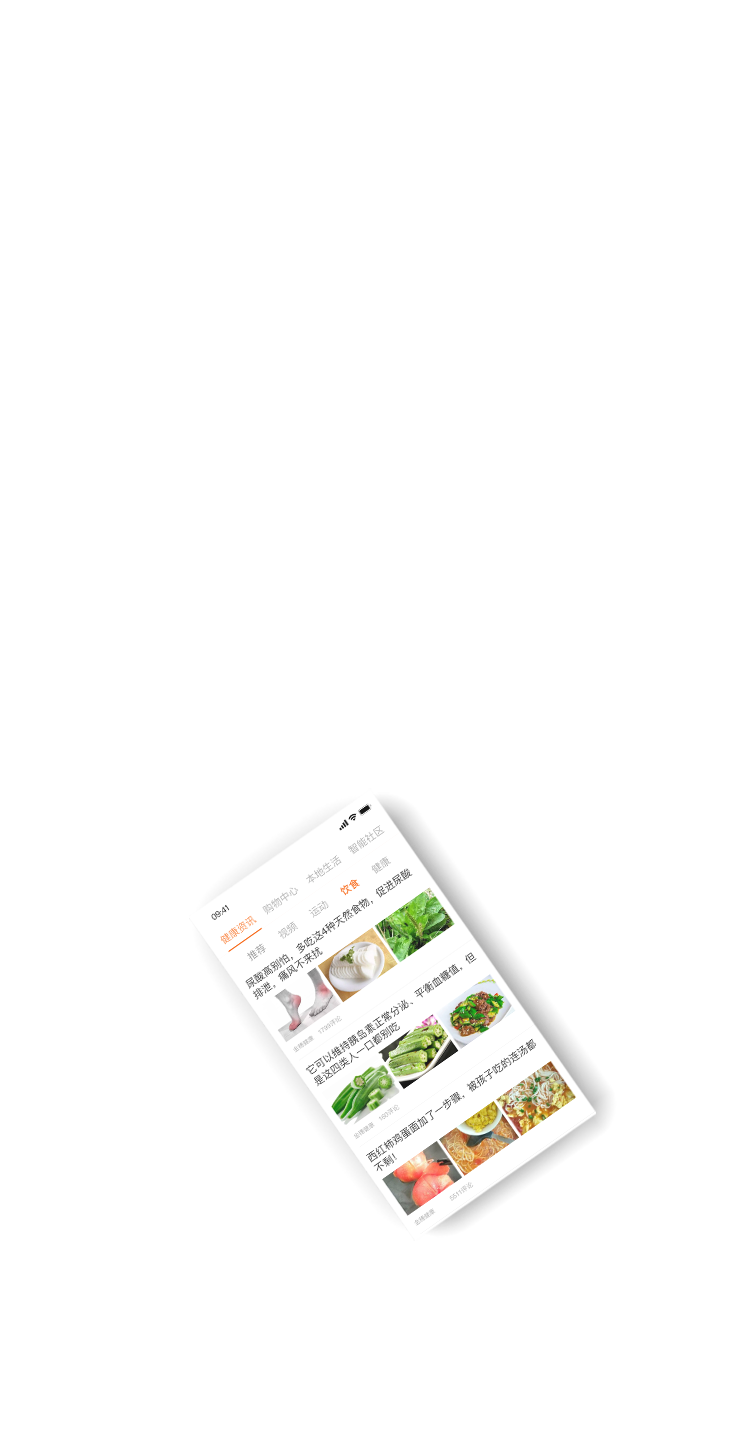 09:41
健康资讯 购物中心 本地生活 智能社区
推荐 视频 运动 饮食 健康
尿酸高别怕，多吃这4种天然食物，促进尿酸
排泄，痛风不来扰
金牌健康 1799评论
它可以维持胰岛素正常分泌、平衡血糖值，但
是这四类人一口都别吃
金牌健康 160评论
西红柿鸡蛋面加了一步骤，被孩子吃的连汤都
不剩！
金牌健康 5511评论